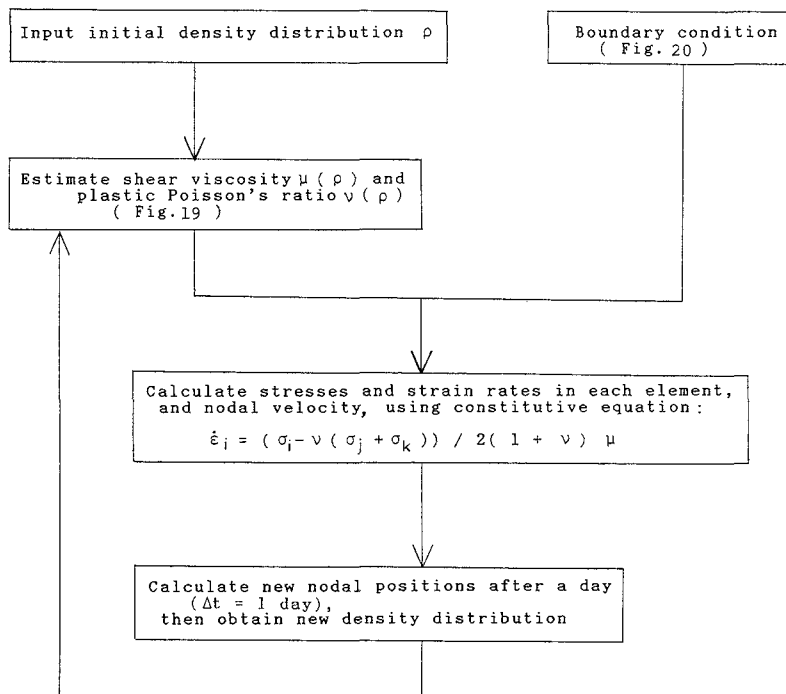 Input initial density distribution ρ
Boundary condition
( Fig. 20 )
Estimate shear viscosity μ ( ρ ) and
plastic Poisson's ratio ν ( ρ )
( Fig.19 )
Calculate stresses and strain rates in each element,
and nodal velocity, using constitutive equation :
ε̇i = ( σi - ν ( σj + σk ) ) / 2( 1 + ν ) μ
Calculate new nodal positions after a day
(Δt = 1 day),
then obtain new density distribution